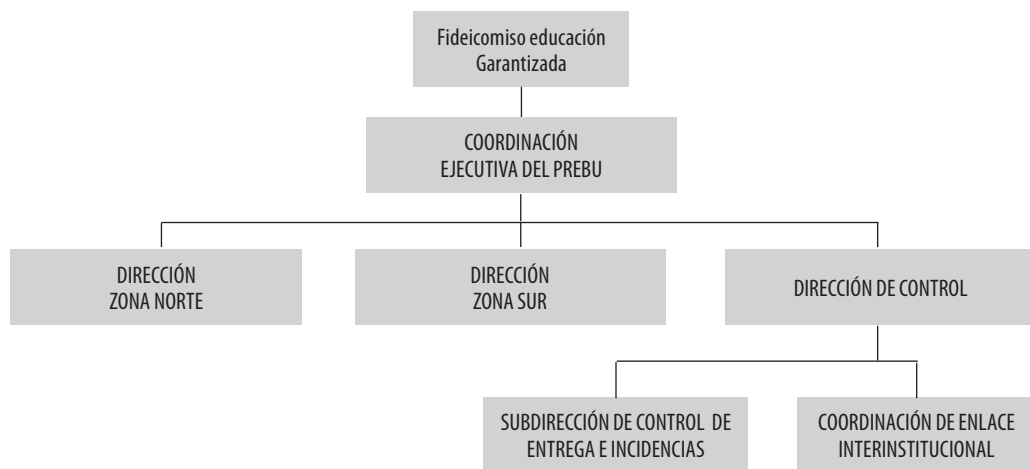 Fideicomiso educación
Garantizada
COORDINACIÓN
EJECUTIVA DEL PREBU
DIRECCIÓN
ZONA NORTE
DIRECCIÓN
ZONA SUR
DIRECCIÓN DE CONTROL
SUBDIRECCIÓN DE CONTROL DE
ENTREGA E INCIDENCIAS
COORDINACIÓN DE ENLACE
INTERINSTITUCIONAL